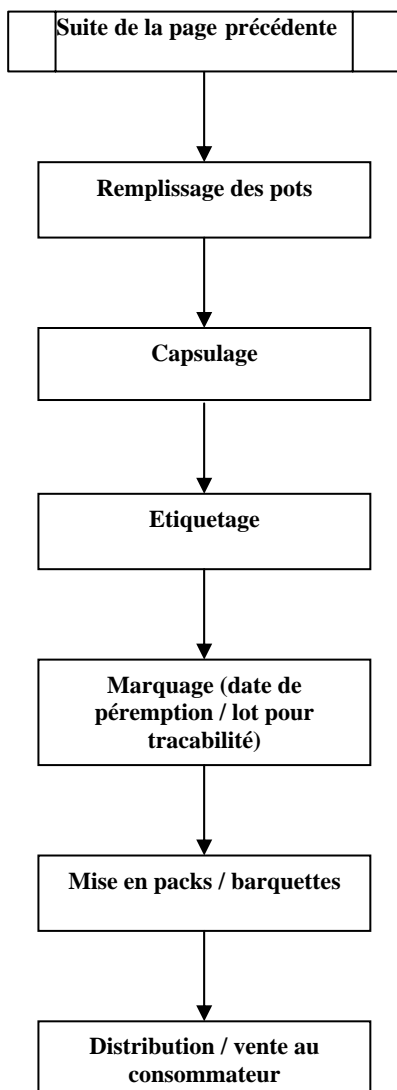 Suite de la page précédente
Remplissage des pots
Capsulage
Etiquetage
Marquage (date de
péremption / lot pour
tracabilité)
Mise en packs / barquettes
Distribution / vente au
consommateur